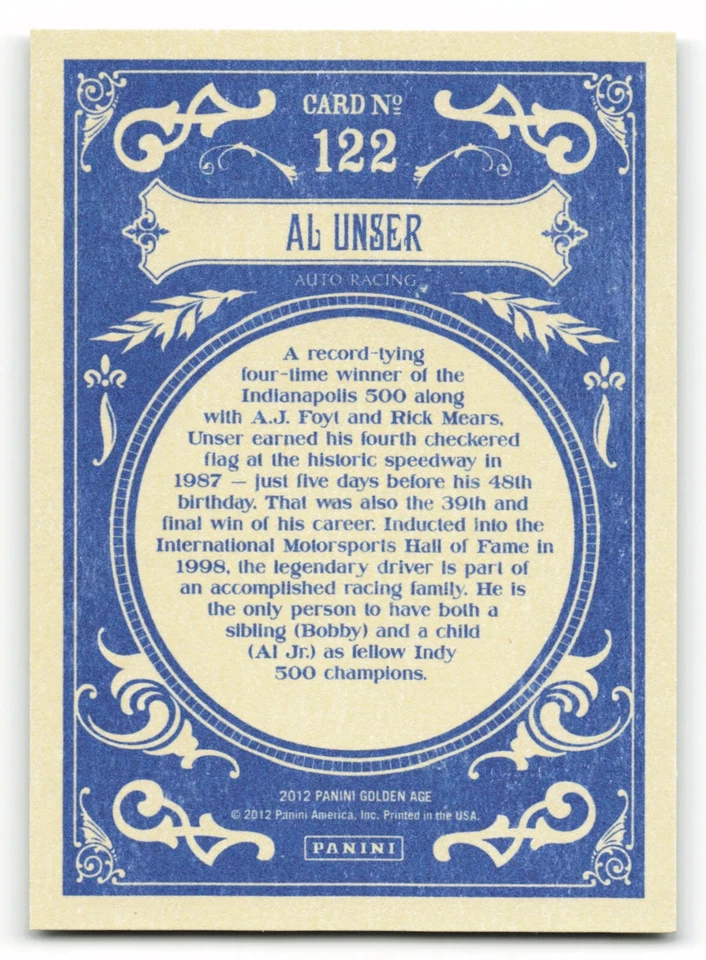 CARD Nº
122
AL UNSER
AUTO RACING
A record-tying
four-time winner of the
Indianapolis 500 along
with A.J. Foyt and Rick Mears,
Unser earned his fourth checkered
flag at the historic speedway in
1987 — just five days before his 48th
birthday. That was also the 39th and
final win of his career. Inducted into the
International Motorsports Hall of Fame in
1998, the legendary driver is part of
an accomplished racing family. He is
the only person to have both a
sibling (Bobby) and a child
(Al Jr.) as fellow Indy
500 champions.
2012 PANINI GOLDEN AGE
© 2012 Panini America, Inc. Printed in the USA.
PANINI